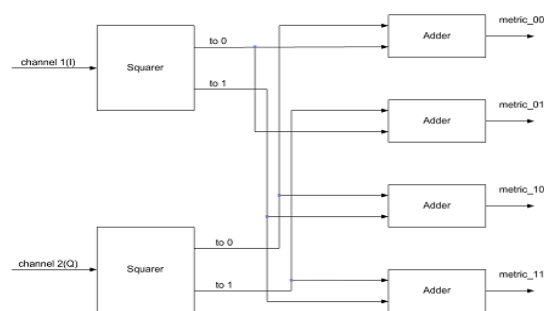 metric_00
to 0
Adder
channel 1(I)
Squarer
to 1
metric_01
Adder
metric_10
Adder
to 0
channel 2(Q)
Squarer
metric_11
to 1
Adder